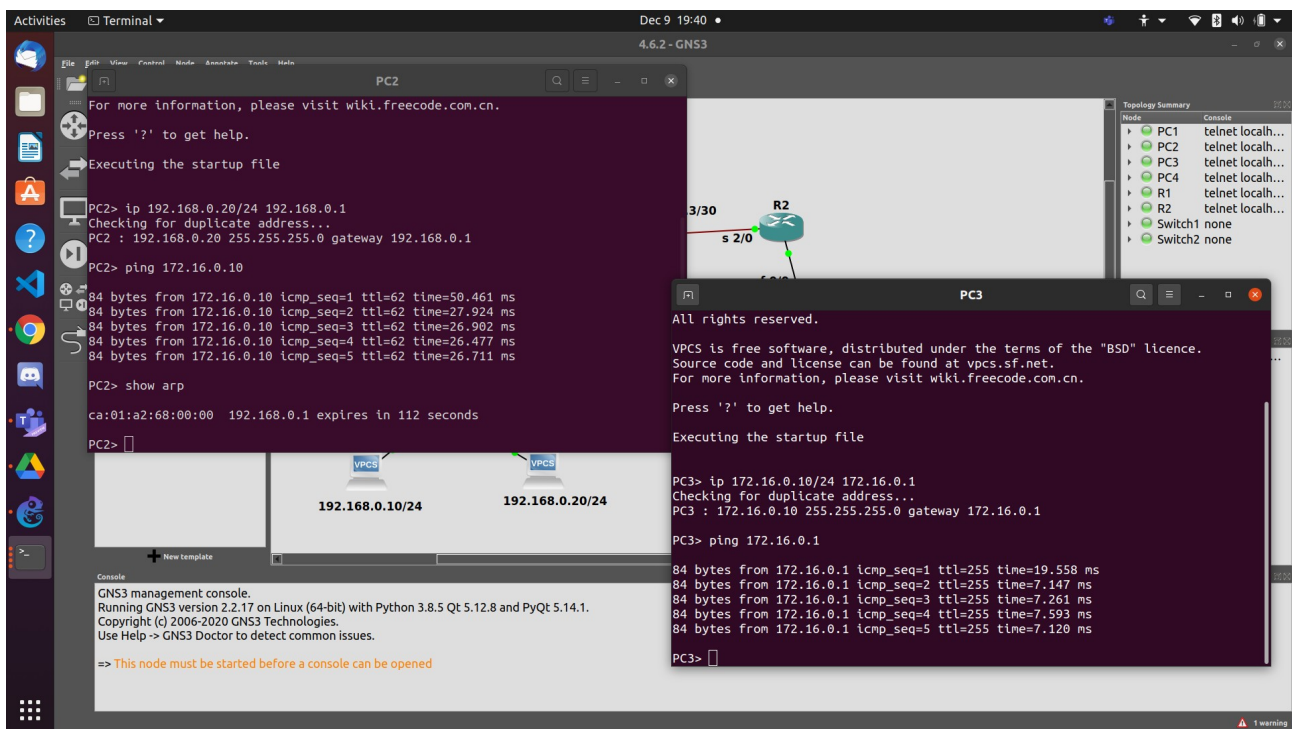 Activities Terminal Dec 9 19:40
4.6.2 - GNS3
File Edit View Control Node Annotate Tools Help
PC2
For more information, please visit wiki.freecode.com.cn.
Press '?' to get help.
Executing the startup file
PC2> ip 192.168.0.20/24 192.168.0.1
Checking for duplicate address...
PC2 : 192.168.0.20 255.255.255.0 gateway 192.168.0.1
PC2> ping 172.16.0.10
84 bytes from 172.16.0.10 icmp_seq=1 ttl=62 time=50.461 ms
84 bytes from 172.16.0.10 icmp_seq=2 ttl=62 time=27.924 ms
84 bytes from 172.16.0.10 icmp_seq=3 ttl=62 time=26.902 ms
84 bytes from 172.16.0.10 icmp_seq=4 ttl=62 time=26.477 ms
84 bytes from 172.16.0.10 icmp_seq=5 ttl=62 time=26.711 ms
PC2> show arp
ca:01:a2:68:00:00 192.168.0.1 expires in 112 seconds
PC2>
.3/30
R2
s 2/0
VPCS
VPCS
192.168.0.10/24
192.168.0.20/24
New template
Topology Summary
Node Console
PC1 telnet localh...
PC2 telnet localh...
PC3 telnet localh...
PC4 telnet localh...
R1 telnet localh...
R2 telnet localh...
Switch1 none
Switch2 none
PC3
All rights reserved.
VPCS is free software, distributed under the terms of the "BSD" licence.
Source code and license can be found at vpcs.sf.net.
For more information, please visit wiki.freecode.com.cn.
Press '?' to get help.
Executing the startup file
PC3> ip 172.16.0.10/24 172.16.0.1
Checking for duplicate address...
PC3 : 172.16.0.10 255.255.255.0 gateway 172.16.0.1
PC3> ping 172.16.0.1
84 bytes from 172.16.0.1 icmp_seq=1 ttl=255 time=19.558 ms
84 bytes from 172.16.0.1 icmp_seq=2 ttl=255 time=7.147 ms
84 bytes from 172.16.0.1 icmp_seq=3 ttl=255 time=7.261 ms
84 bytes from 172.16.0.1 icmp_seq=4 ttl=255 time=7.593 ms
84 bytes from 172.16.0.1 icmp_seq=5 ttl=255 time=7.120 ms
PC3>
Console
GNS3 management console.
Running GNS3 version 2.2.17 on Linux (64-bit) with Python 3.8.5 Qt 5.12.8 and PyQt 5.14.1.
Copyright (c) 2006-2020 GNS3 Technologies.
Use Help -> GNS3 Doctor to detect common issues.
=> This node must be started before a console can be opened
1 warning